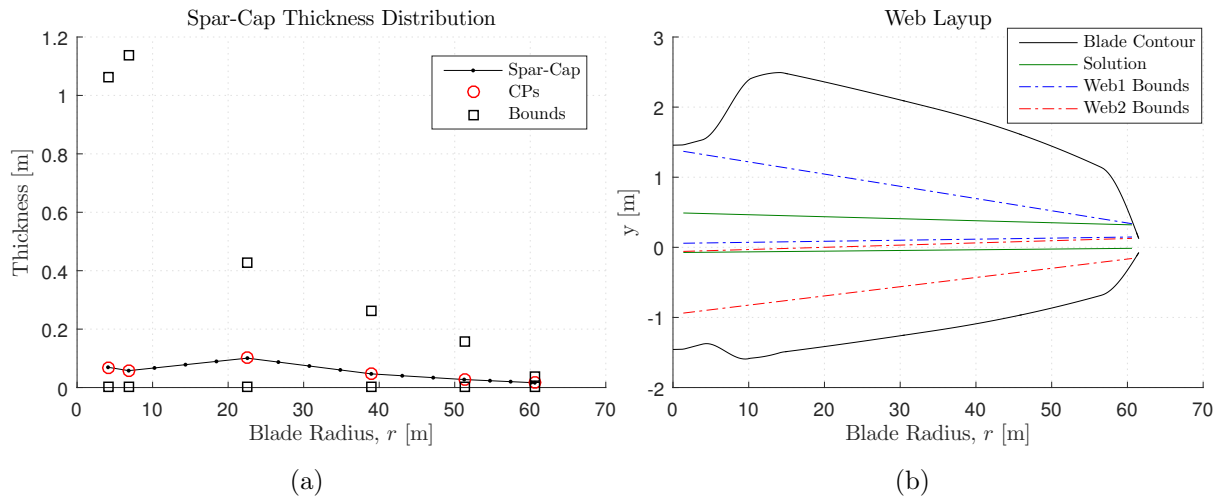 Spar-Cap Thickness Distribution
1.2
1
0.8
0.6
0.4
0.2
0
Thickness [m]
0 10 20 30 40 50 60 70
Blade Radius, r [m]
Spar-Cap
CPs
Bounds
(a)
Web Layup
3
2
1
0
-1
-2
y [m]
0 10 20 30 40 50 60 70
Blade Radius, r [m]
Blade Contour
Solution
Web1 Bounds
Web2 Bounds
(b)